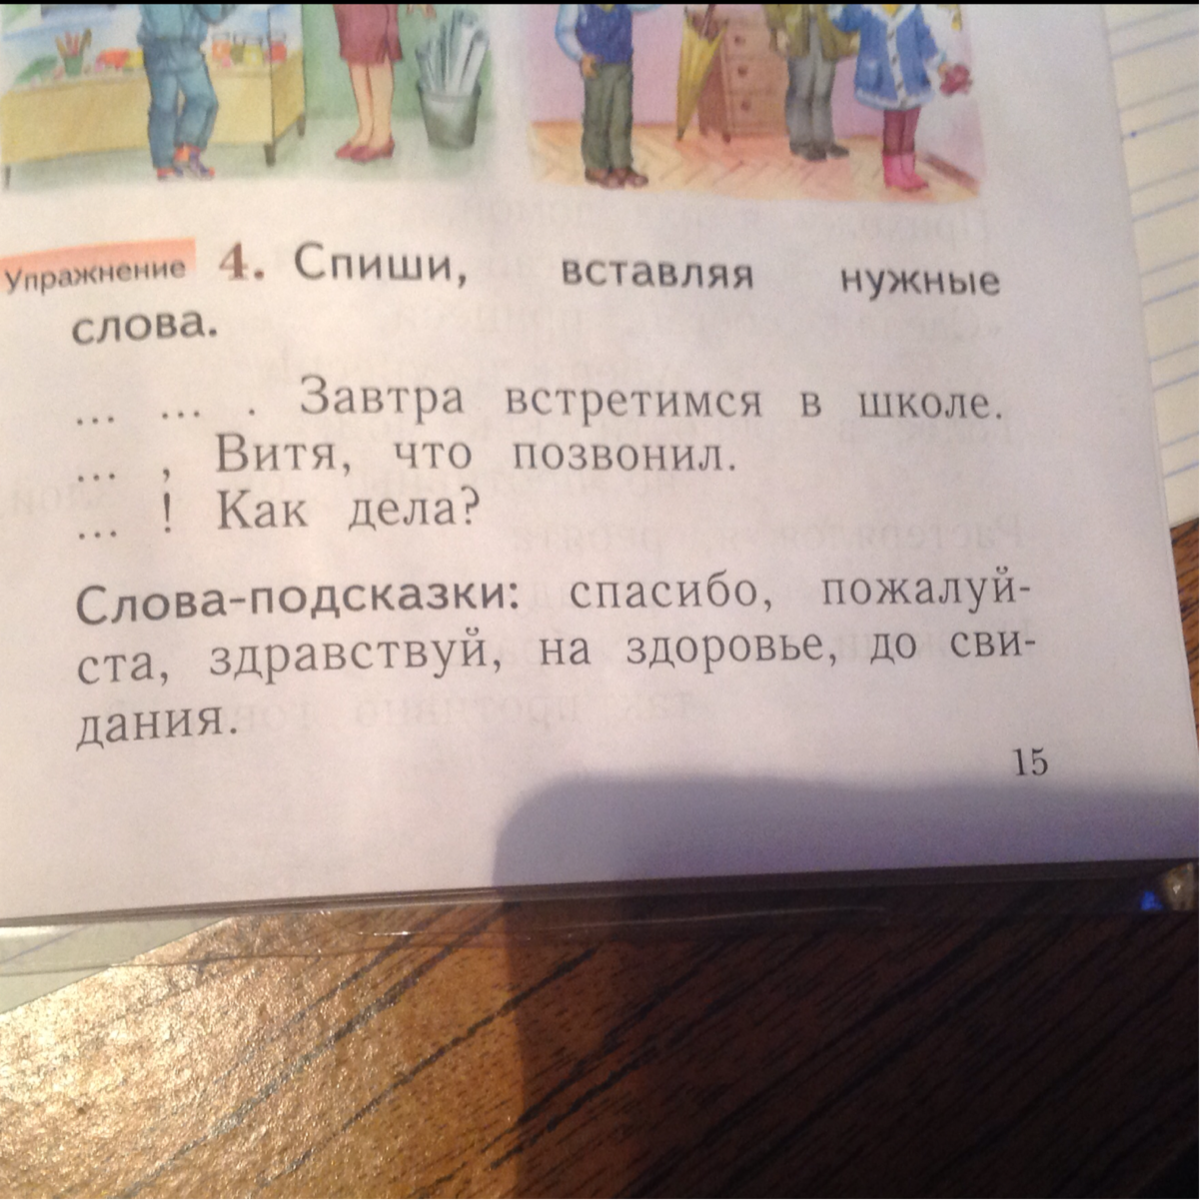 Упражнение 4. Спиши, вставляя нужные
слова.
... ... . Завтра встретимся в школе.
... , Витя, что позвонил.
... ! Как дела?
Слова-подсказки: спасибо, пожалуй-
ста, здравствуй, на здоровье, до сви-
дания.
15